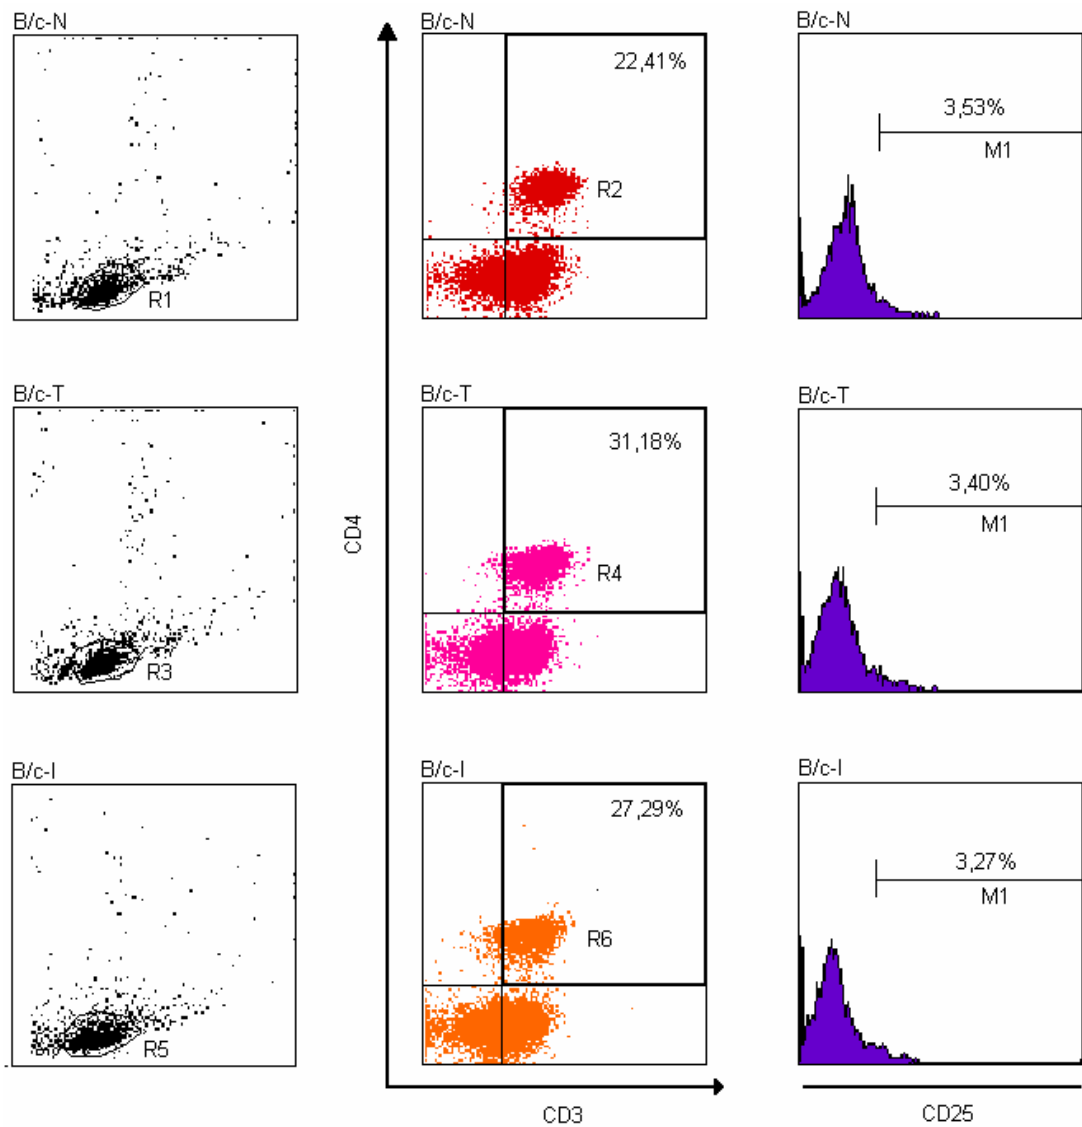 B/c-N
B/c-N
B/c-N
22,41%
3,53%
M1
R2
R1
B/c-T
B/c-T
B/c-T
31,18%
3,40%
M1
CD4
R4
R3
B/c-I
B/c-I
B/c-I
27,29%
3,27%
M1
R6
R5
CD3
CD25